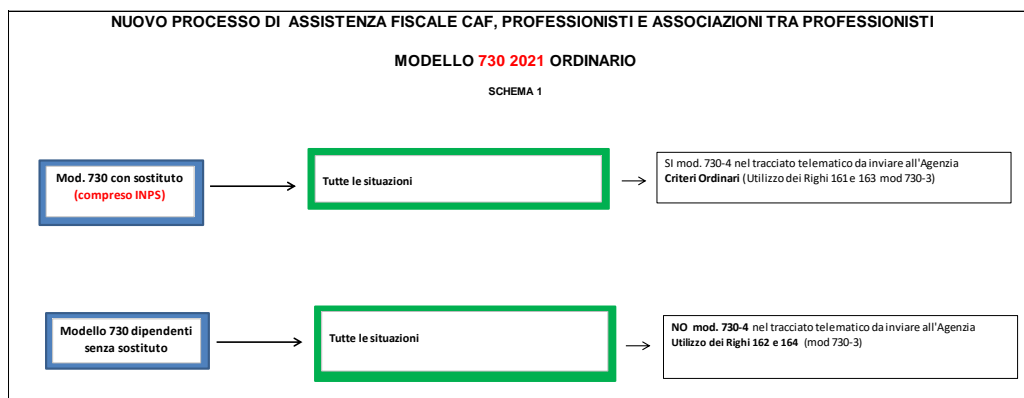 NUOVO PROCESSO DI ASSISTENZA FISCALE CAF, PROFESSIONISTI E ASSOCIAZIONI TRA PROFESSIONISTI
MODELLO 730 2021 ORDINARIO
SCHEMA 1
Mod. 730 con sostituto
(compreso INPS)
Tutte le situazioni
SI mod. 730-4 nel tracciato telematico da inviare all'Agenzia
Criteri Ordinari (Utilizzo dei Righi 161 e 163 mod 730-3)
Modello 730 dipendenti
senza sostituto
Tutte le situazioni
NO mod. 730-4 nel tracciato telematico da inviare all'Agenzia
Utilizzo dei Righi 162 e 164 (mod 730-3)